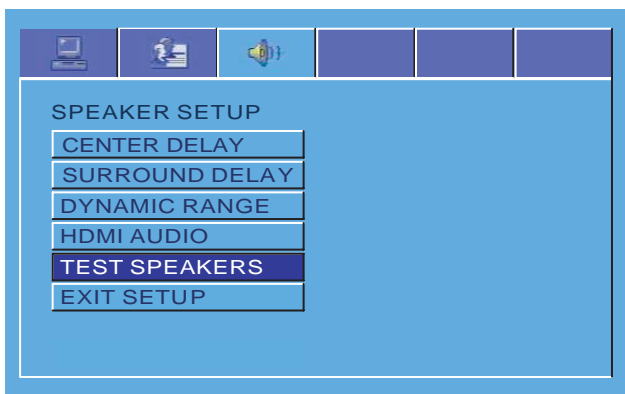 SPEAKER SETUP
CENTER DELAY
SURROUND DELAY
DYNAMIC RANGE
HDMI AUDIO
TEST SPEAKERS
EXIT SETUP